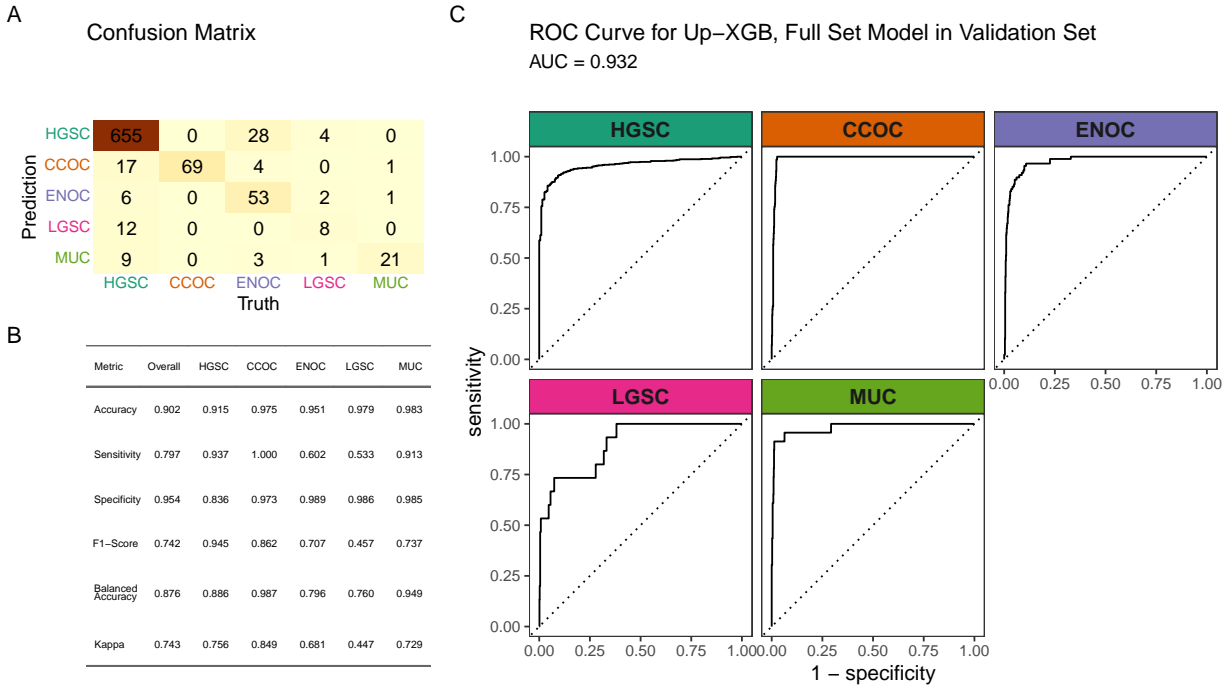 A
Confusion Matrix
Prediction
HGSC 655 0 28 4 0
CCOC 17 69 4 0 1
ENOC 6 0 53 2 1
LGSC 12 0 0 8 0
MUC 9 0 3 1 21
HGSC CCOC ENOC LGSC MUC
Truth
B
Metric Overall HGSC CCOC ENOC LGSC MUC
Accuracy 0.902 0.915 0.975 0.951 0.979 0.983
Sensitivity 0.797 0.937 1.000 0.602 0.533 0.913
Specificity 0.954 0.836 0.973 0.989 0.986 0.985
F1−Score 0.742 0.945 0.862 0.707 0.457 0.737
Balanced
Accuracy 0.876 0.886 0.987 0.796 0.760 0.949
Kappa 0.743 0.756 0.849 0.681 0.447 0.729
C
ROC Curve for Up−XGB, Full Set Model in Validation Set
AUC = 0.932
sensitivity
HGSC CCOC ENOC
1.00
0.75
0.50
0.25
0.00
0.00 0.25 0.50 0.75 1.00
LGSC MUC
1.00
0.75
0.50
0.25
0.00
0.00 0.25 0.50 0.75 1.00 0.00 0.25 0.50 0.75 1.00
1 − specificity